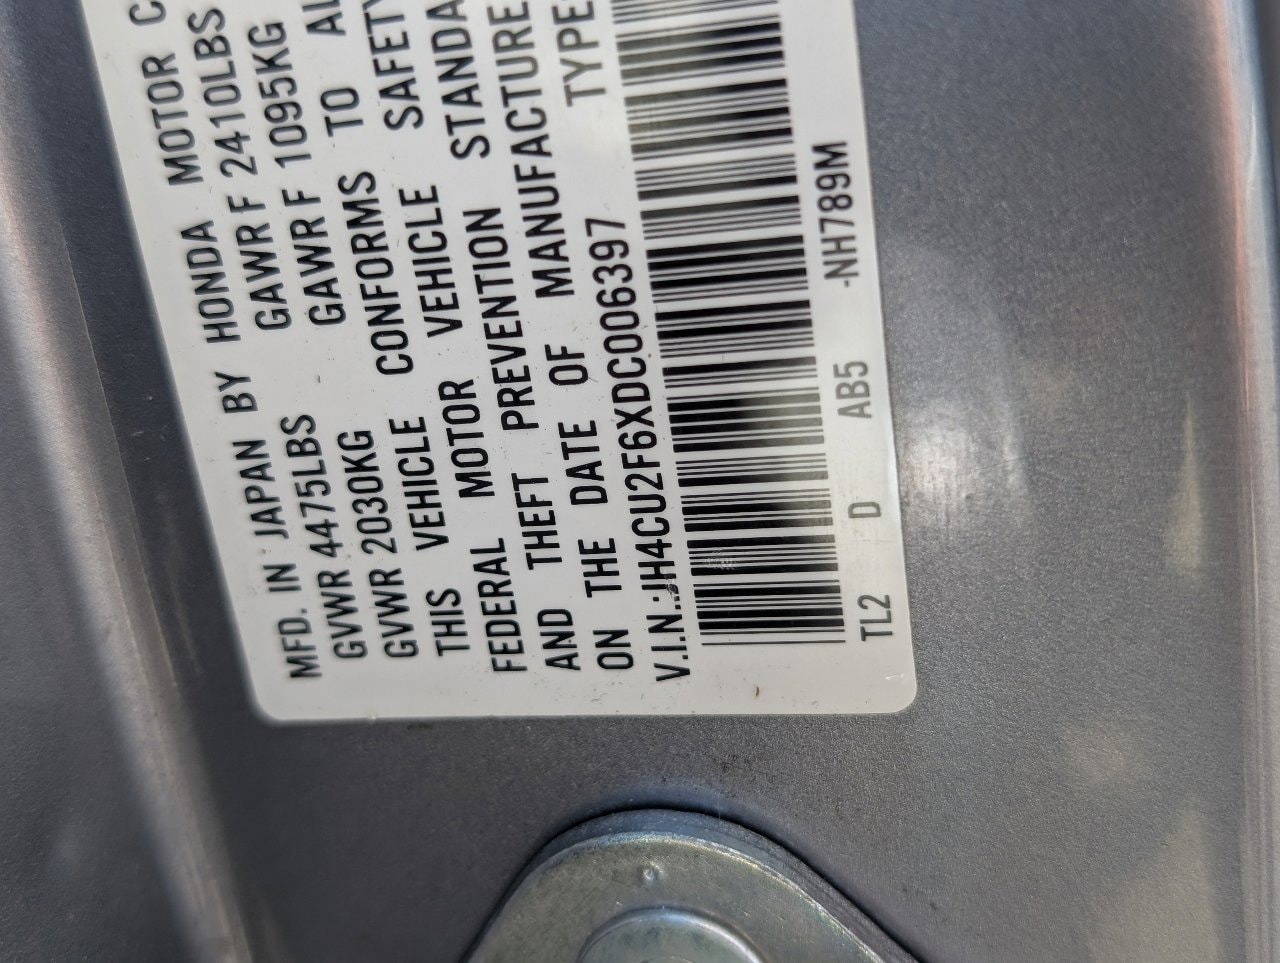 MFD. IN JAPAN BY HONDA MOTOR C
GVWR 4475LBS GAWR F 2410LBS
GVWR 2030KG GAWR F 1095KG
THIS VEHICLE CONFORMS TO AL
FEDERAL MOTOR VEHICLE SAFETY
AND THEFT PREVENTION STANDA
ON THE DATE OF MANUFACTURE
V.I.N.:JH4CU2F6XDC006397 TYPE
TL2 D AB5 -NH789M